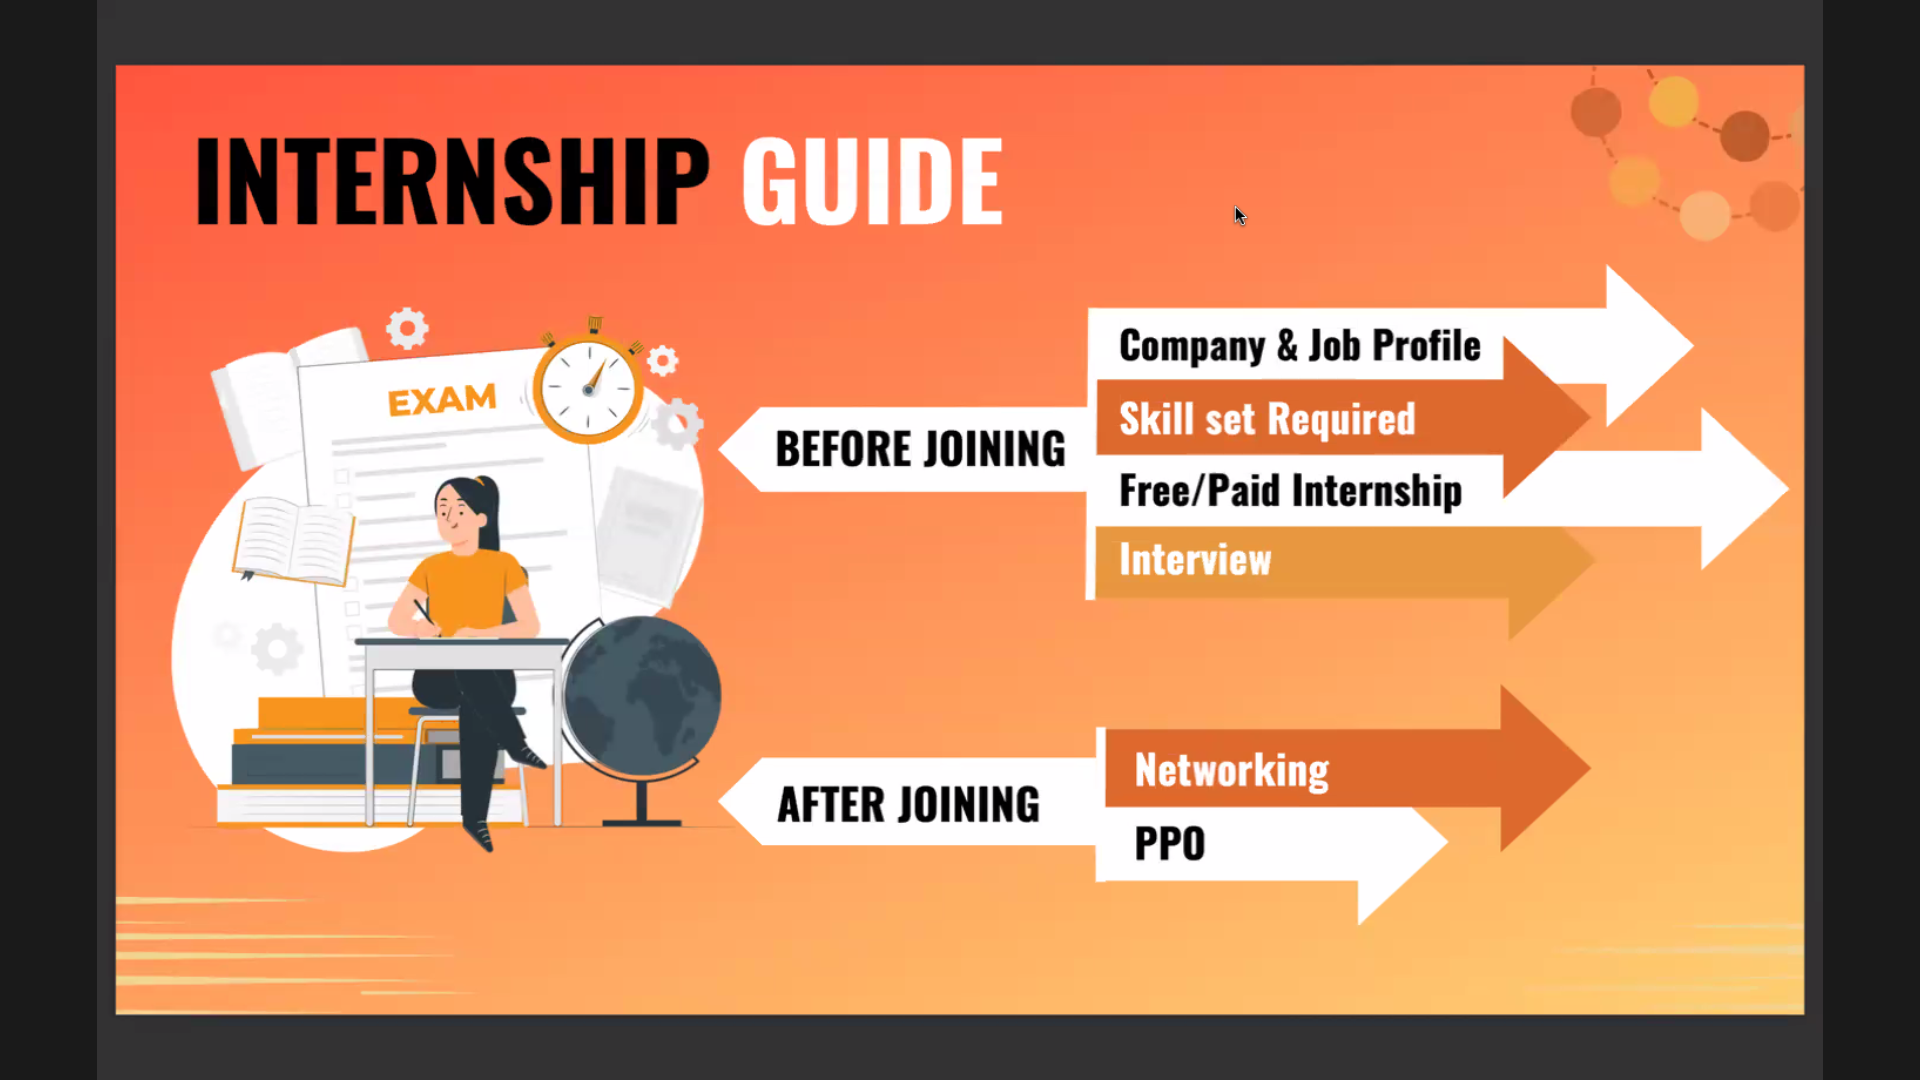 INTERNSHIP GUIDE
EXAM
BEFORE JOINING
Company & Job Profile
Skill set Required
Free/Paid Internship
Interview
AFTER JOINING
Networking
PPO